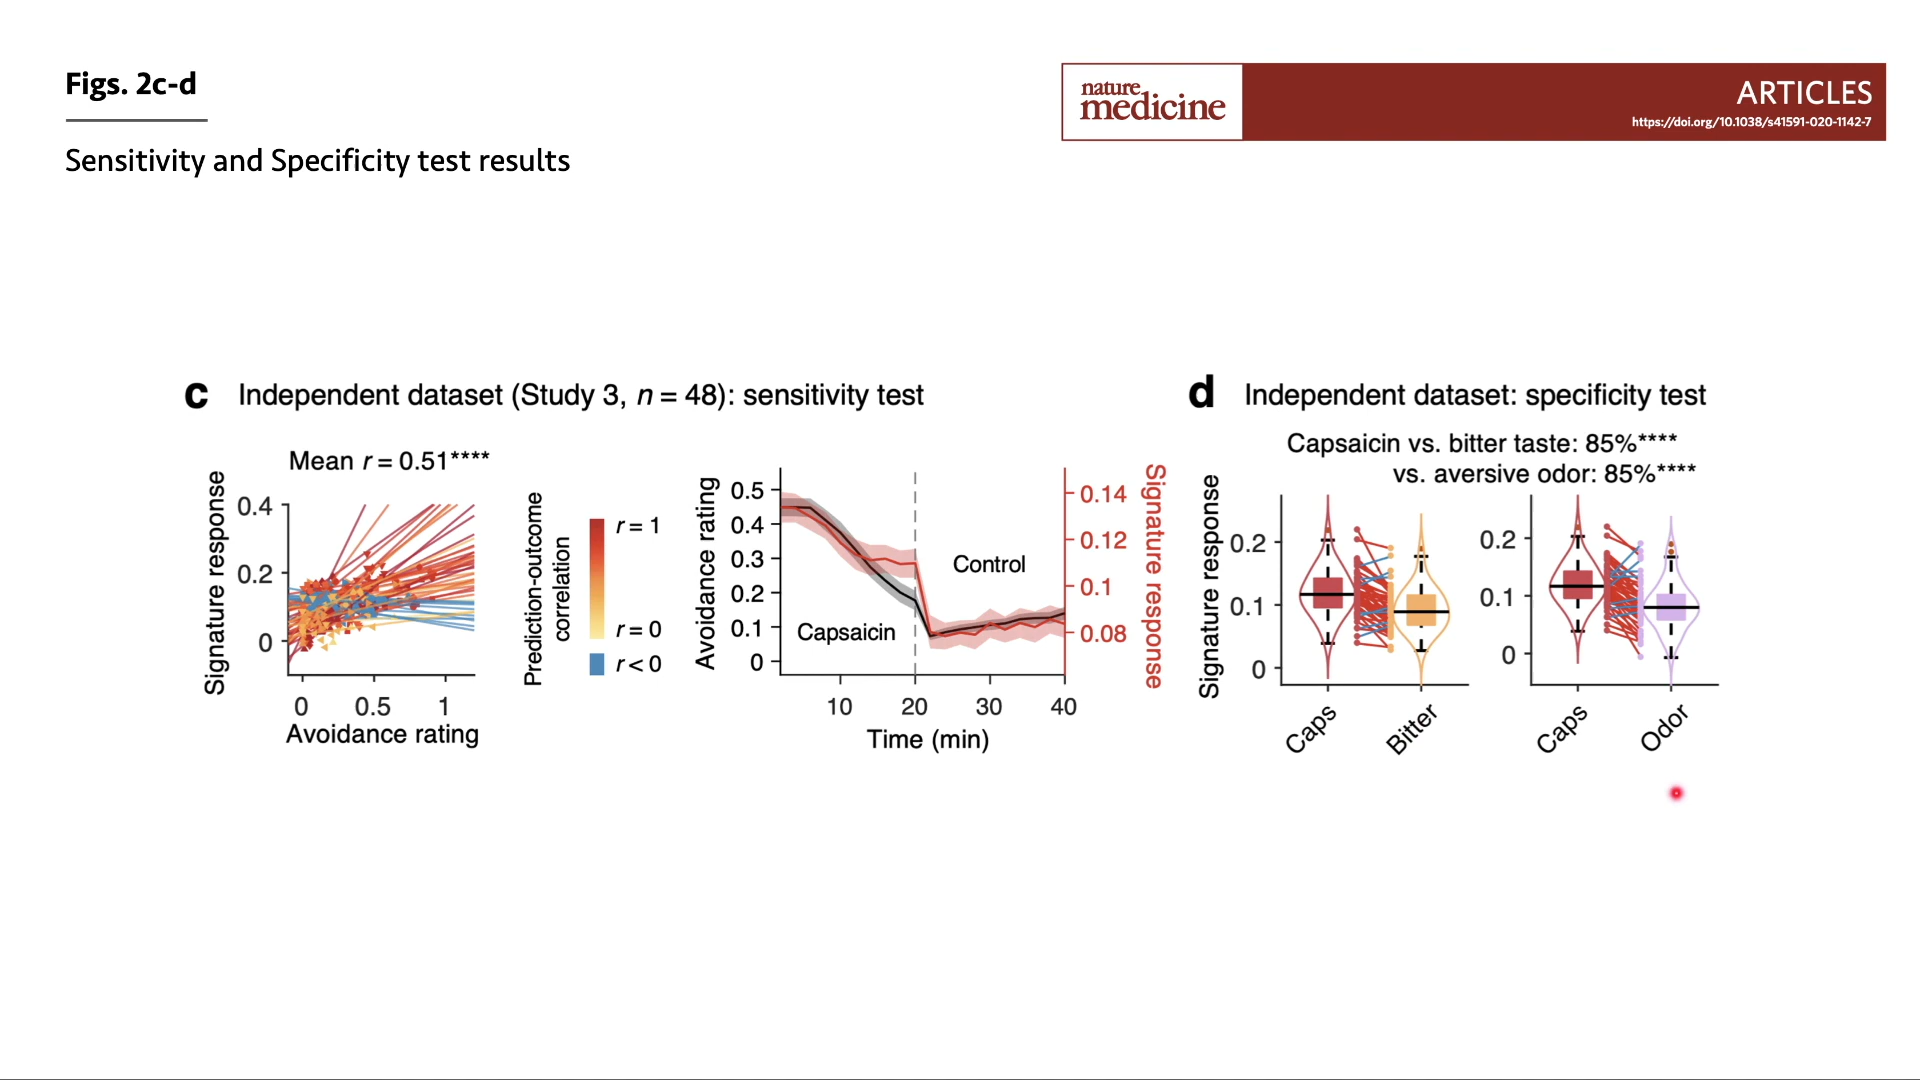 Figs. 2c-d
Sensitivity and Specificity test results
nature
medicine
ARTICLES
https://doi.org/10.1038/s41591-020-1142-7
c Independent dataset (Study 3, n = 48): sensitivity test
Mean r = 0.51****
Signature response
0.4
0.2
0
0 0.5 1
Avoidance rating
Prediction-outcome
correlation
r = 1
r = 0
r < 0
Avoidance rating
0.5
0.4
0.3
0.2
0.1
0
Capsaicin
Control
0.14
0.12
0.1
0.08
Signature response
10 20 30 40
Time (min)
d Independent dataset: specificity test
Capsaicin vs. bitter taste: 85%****
vs. aversive odor: 85%****
Signature response
0.2
0.1
0
Caps Bitter
0.2
0.1
0
Caps Odor